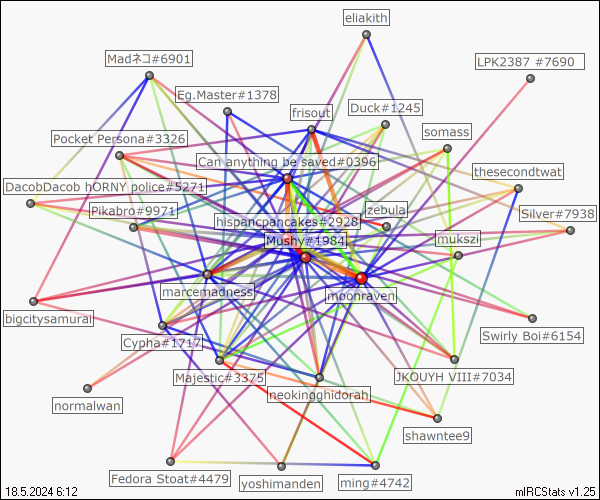 eliakith
Madネコ#6901
LPK2387 #7690
Eg.Master#1378
Duck#1245
frisout
Pocket Persona#3326
somass
Can anything be saved#0396
thesecondtwat
DacobDacob hORNY police#5271
Pikabro#9971
zebula
Silver#7938
hispancpancakes#2928
Mushy#1984
mukszi
marcemadness
moonraven
bigcitysamurai
Cypha#1717
Swirly Boi#6154
Majestic#3375
JKOUYH VIII#7034
neokingghidorah
normalwan
shawntee9
Fedora Stoat#4479
yoshimanden
ming#4742
18.5.2024 6:12
mIRCStats v1.25